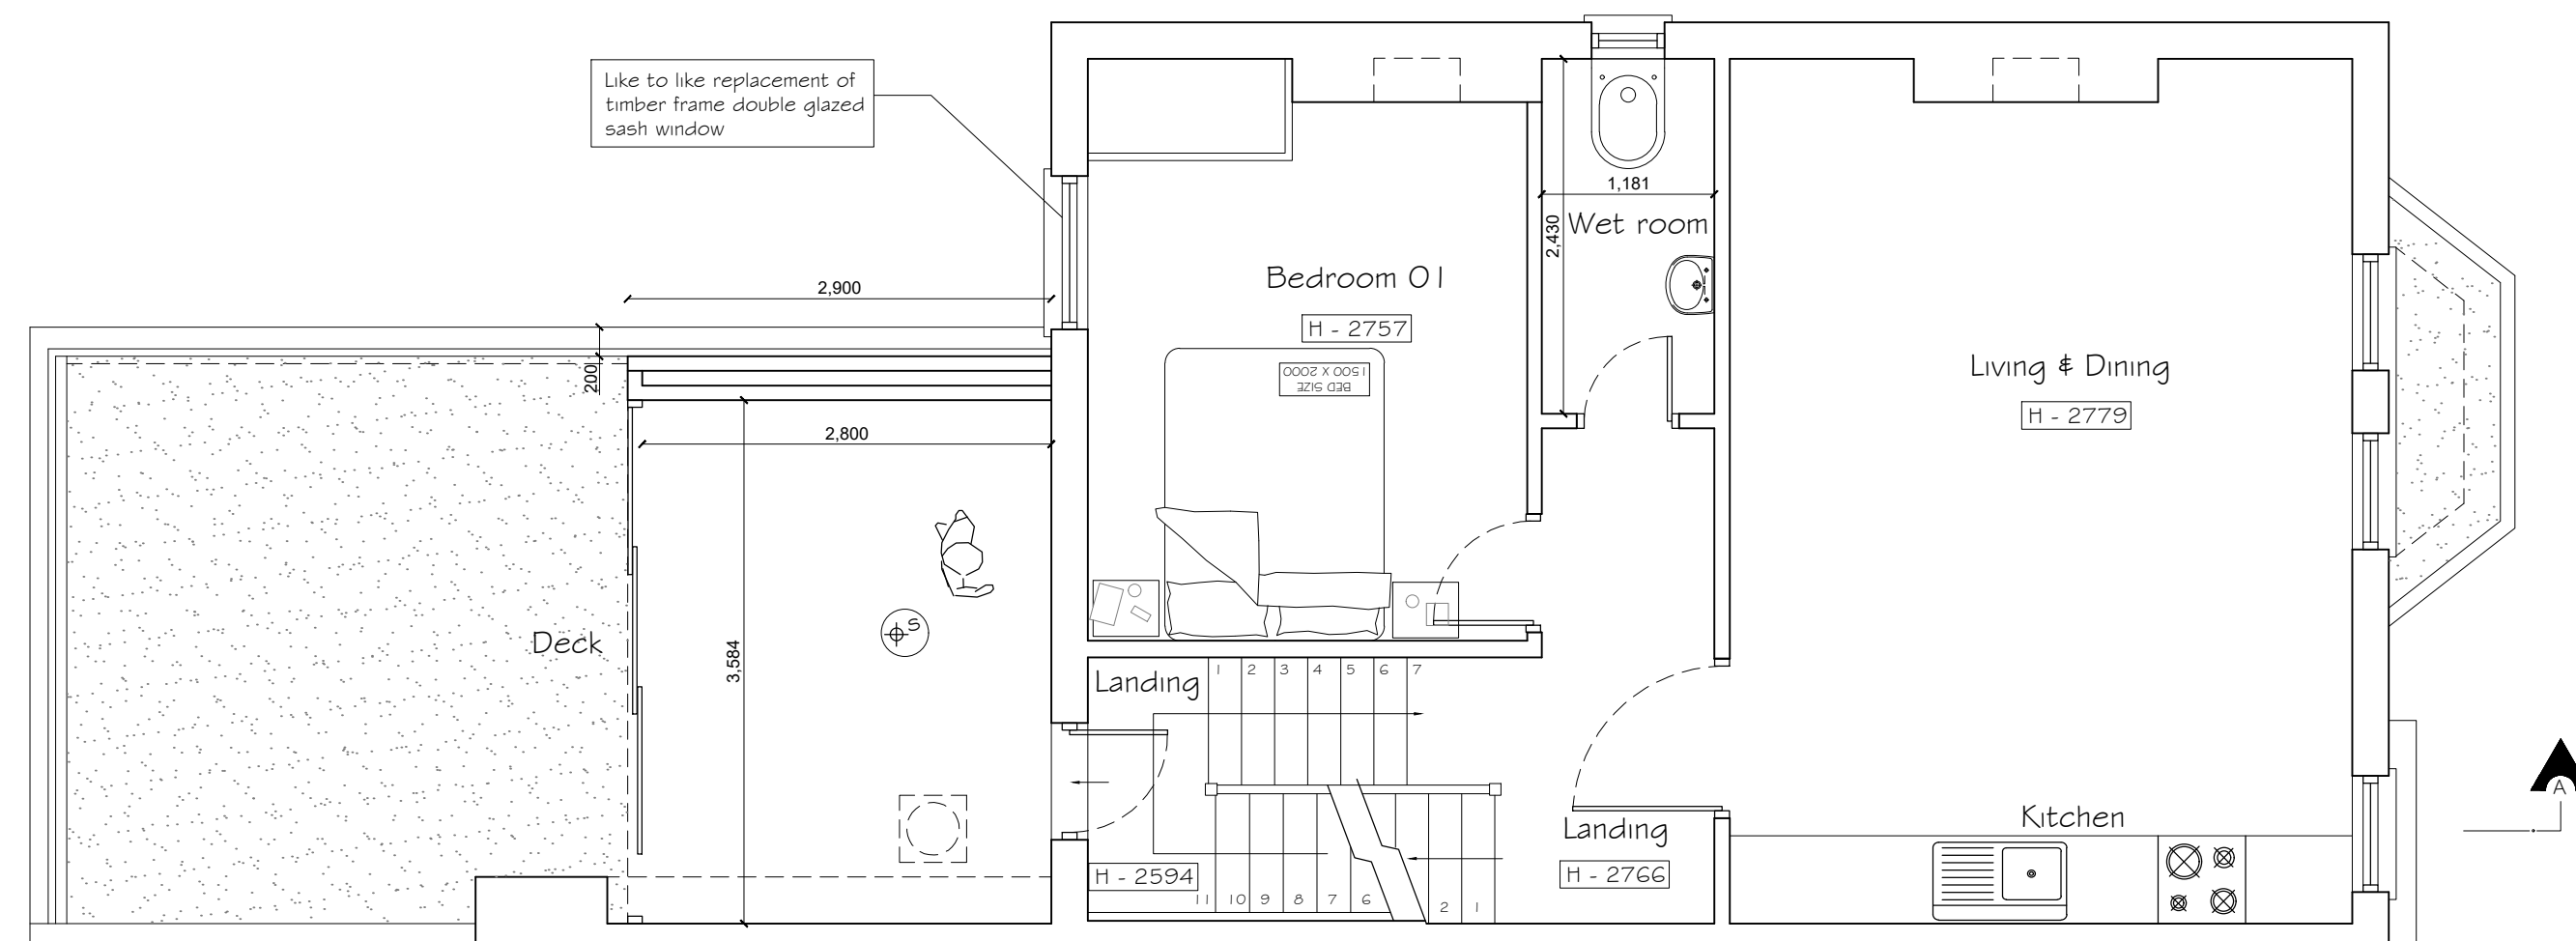 Like to like replacement of
timber frame double glazed
sash window
1,181
2,430
Wet room
Bedroom 01
H - 2757
BED SIZE
1500 X 2000
2,900
200
2,800
3,584
Living & Dining
H - 2779
Deck
S
Landing
1 2 3 4 5 6 7
Landing
H - 2766
H - 2594
11 10 9 8 7 6 2 1
Kitchen
A